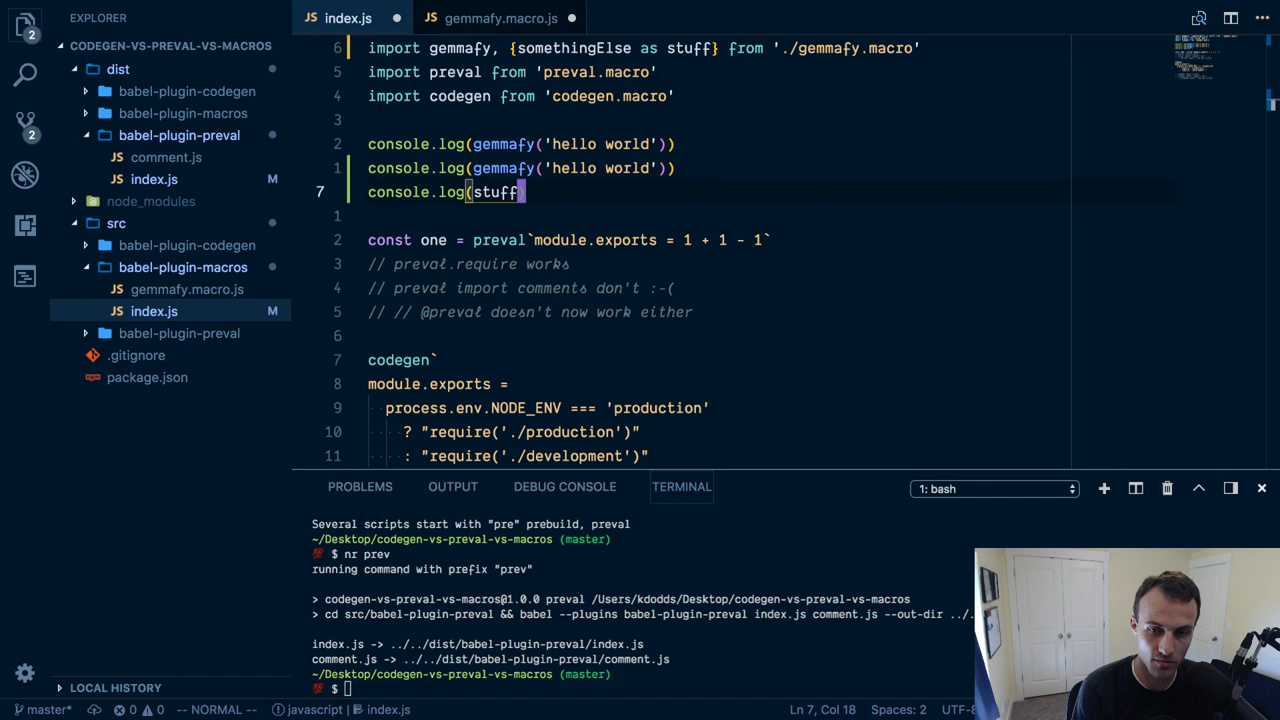 EXPLORER
index.js
gemmafy.macro.js
2
2
CODEGEN-VS-PREVAL-VS-MACROS
dist
babel-plugin-codegen
babel-plugin-macros
babel-plugin-preval
JS comment.js
JS index.js M
node_modules
src
babel-plugin-codegen
babel-plugin-macros
JS gemmafy.macro.js
JS index.js M
babel-plugin-preval
.gitignore
package.json
LOCAL HISTORY
6 import gemmafy, {somethingElse as stuff} from './gemmafy.macro'
5 import preval from 'preval.macro'
4 import codegen from 'codegen.macro'
3
2 console.log(gemmafy('hello world'))
1 console.log(gemmafy('hello world'))
7 console.log(stuff)
1
2 const one = preval`module.exports = 1 + 1 - 1`
3 // preval.require works
4 // preval import comments don't :-(
5 // // @preval doesn't now work either
6
7 codegen`
8 module.exports =
9 process.env.NODE_ENV === 'production'
10 ? "require('./production')"
11 : "require('./development')"
PROBLEMS OUTPUT DEBUG CONSOLE TERMINAL 1: bash
Several scripts start with "pre" prebuild, preval
~/Desktop/codegen-vs-preval-vs-macros (master)
💯 $ nr prev
running command with prefix "prev"
> codegen-vs-preval-vs-macros@1.0.0 preval /Users/kdodds/Desktop/codegen-vs-preval-vs-macros
> cd src/babel-plugin-preval && babel --plugins babel-plugin-preval index.js comment.js --out-dir ../.
index.js -> ../../dist/babel-plugin-preval/index.js
comment.js -> ../../dist/babel-plugin-preval/comment.js
~/Desktop/codegen-vs-preval-vs-macros (master)
💯 $
master* 0 0 -- NORMAL -- javascript | index.js Ln 7, Col 18 Spaces: 2 UTF-8